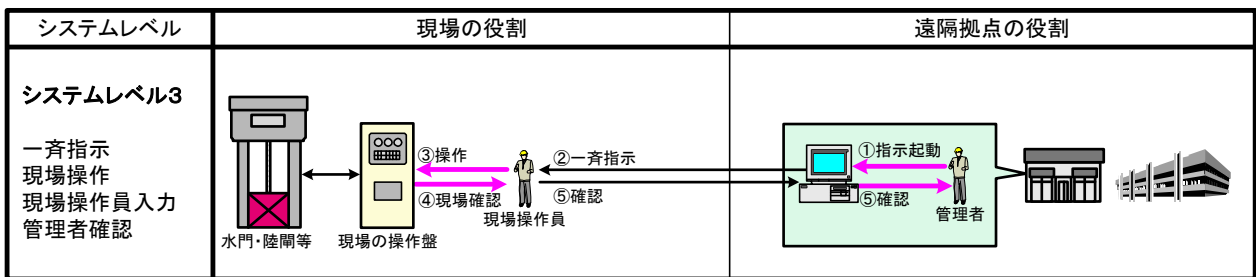 システムレベル
現場の役割
遠隔拠点の役割
システムレベル3
一斉指示
現場操作
現場操作員入力
管理者確認
水門・陸閘等
現場の操作盤
③操作
④現場確認
現場操作員
②一斉指示
⑤確認
①指示起動
⑤確認
管理者